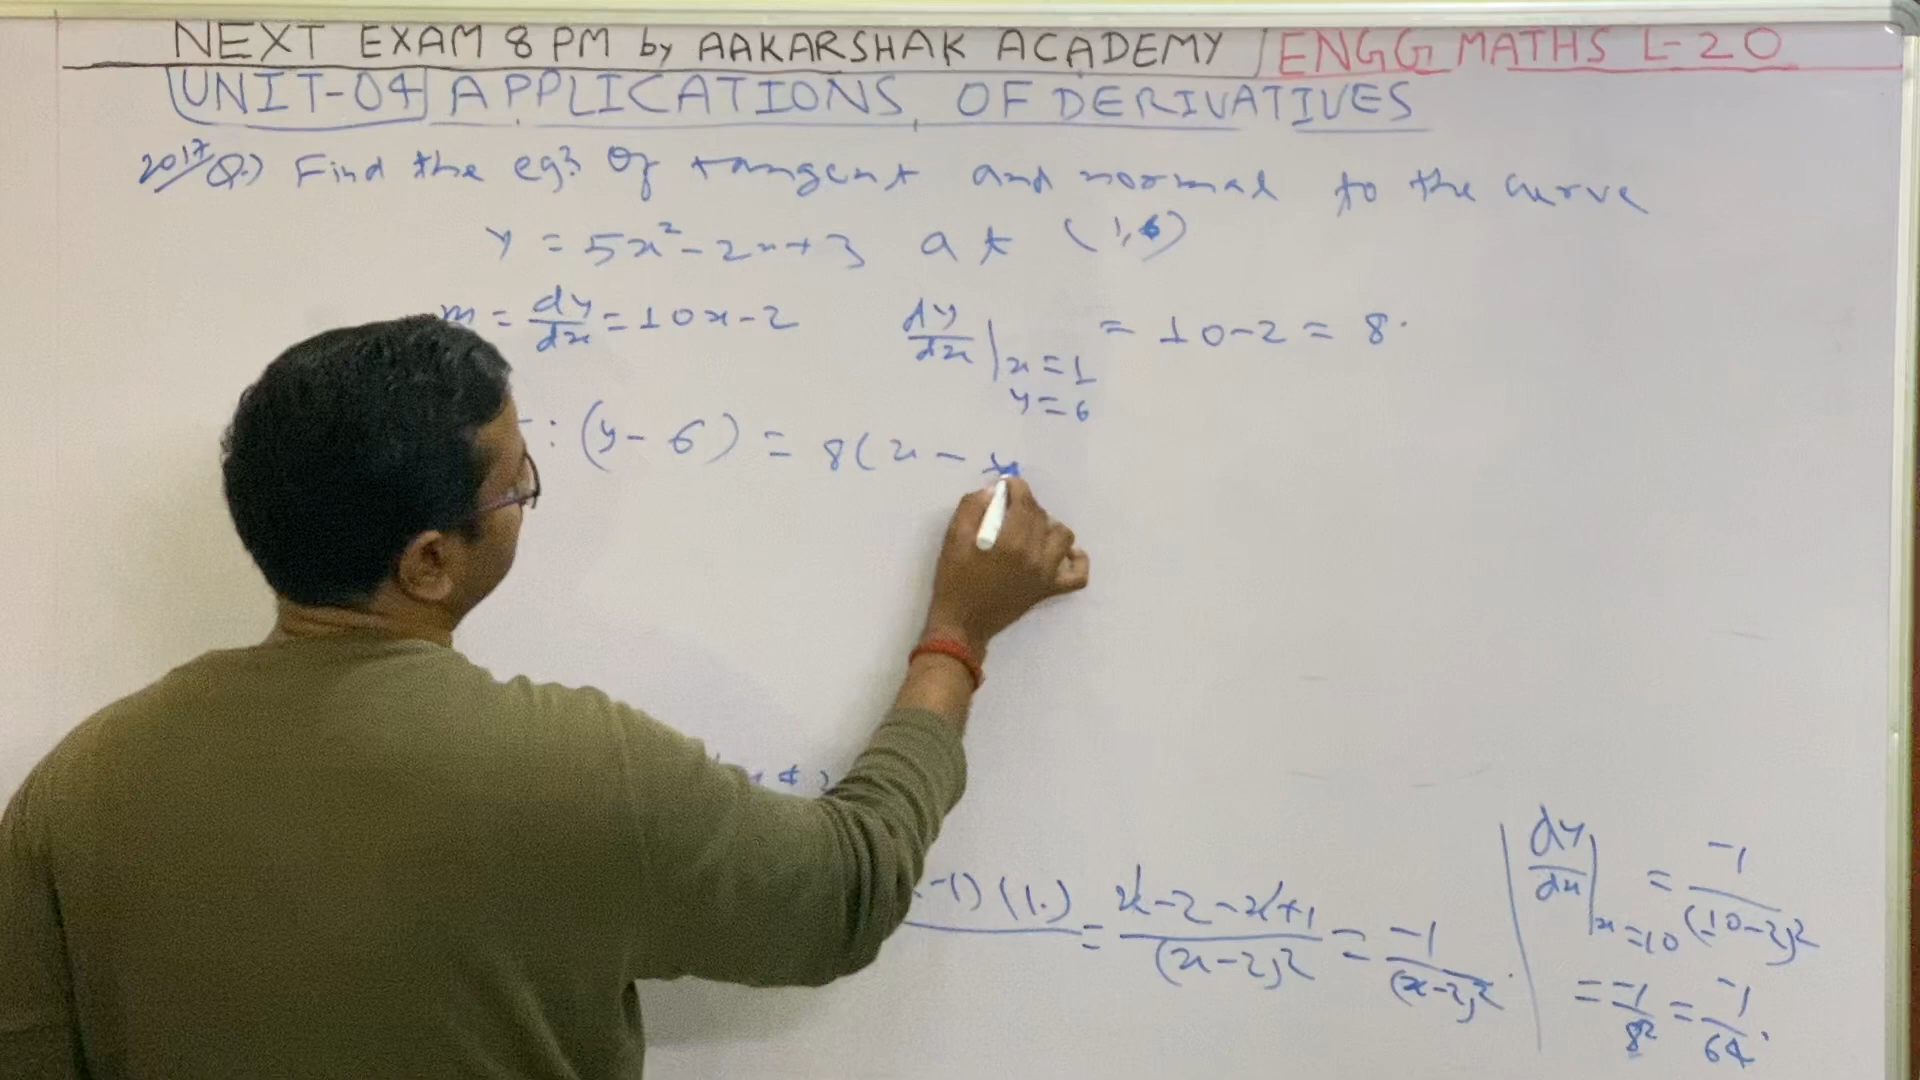 NEXT EXAM 8 PM by AAKARSHAK ACADEMY ENGG MATHS L-20
UNIT-04 APPLICATIONS OF DERIVATIVES
2017 Q.) Find the eqn of tangent and normal to the curve
y = 5x² - 2x + 3 at (1,6)
m = dy/dx = 10x - 2 dy/dx | x=1 y=6 = 10 - 2 = 8.
: (y - 6) = 8(x -
-1)(1.) = x-2-x+1/(x-2)² = -1/(x-2)².
dy/dx | x=10 = -1/(10-2)²
= -1/8² = -1/64.